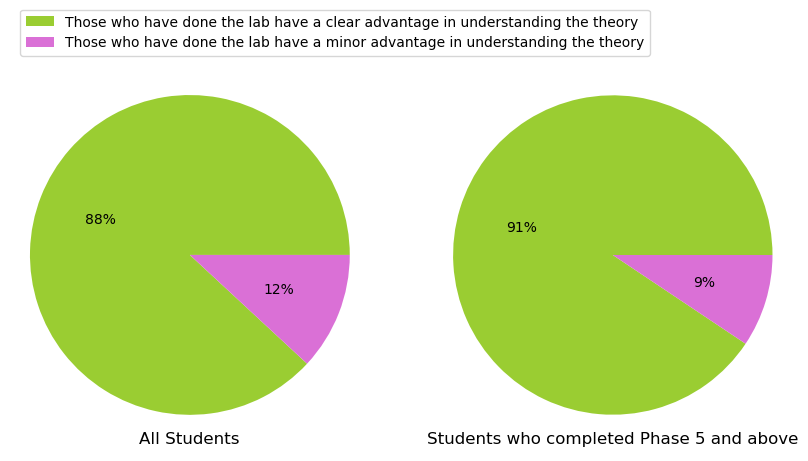 Those who have done the lab have a clear advantage in understanding the theory
Those who have done the lab have a minor advantage in understanding the theory
88%
12%
All Students
91%
9%
Students who completed Phase 5 and above